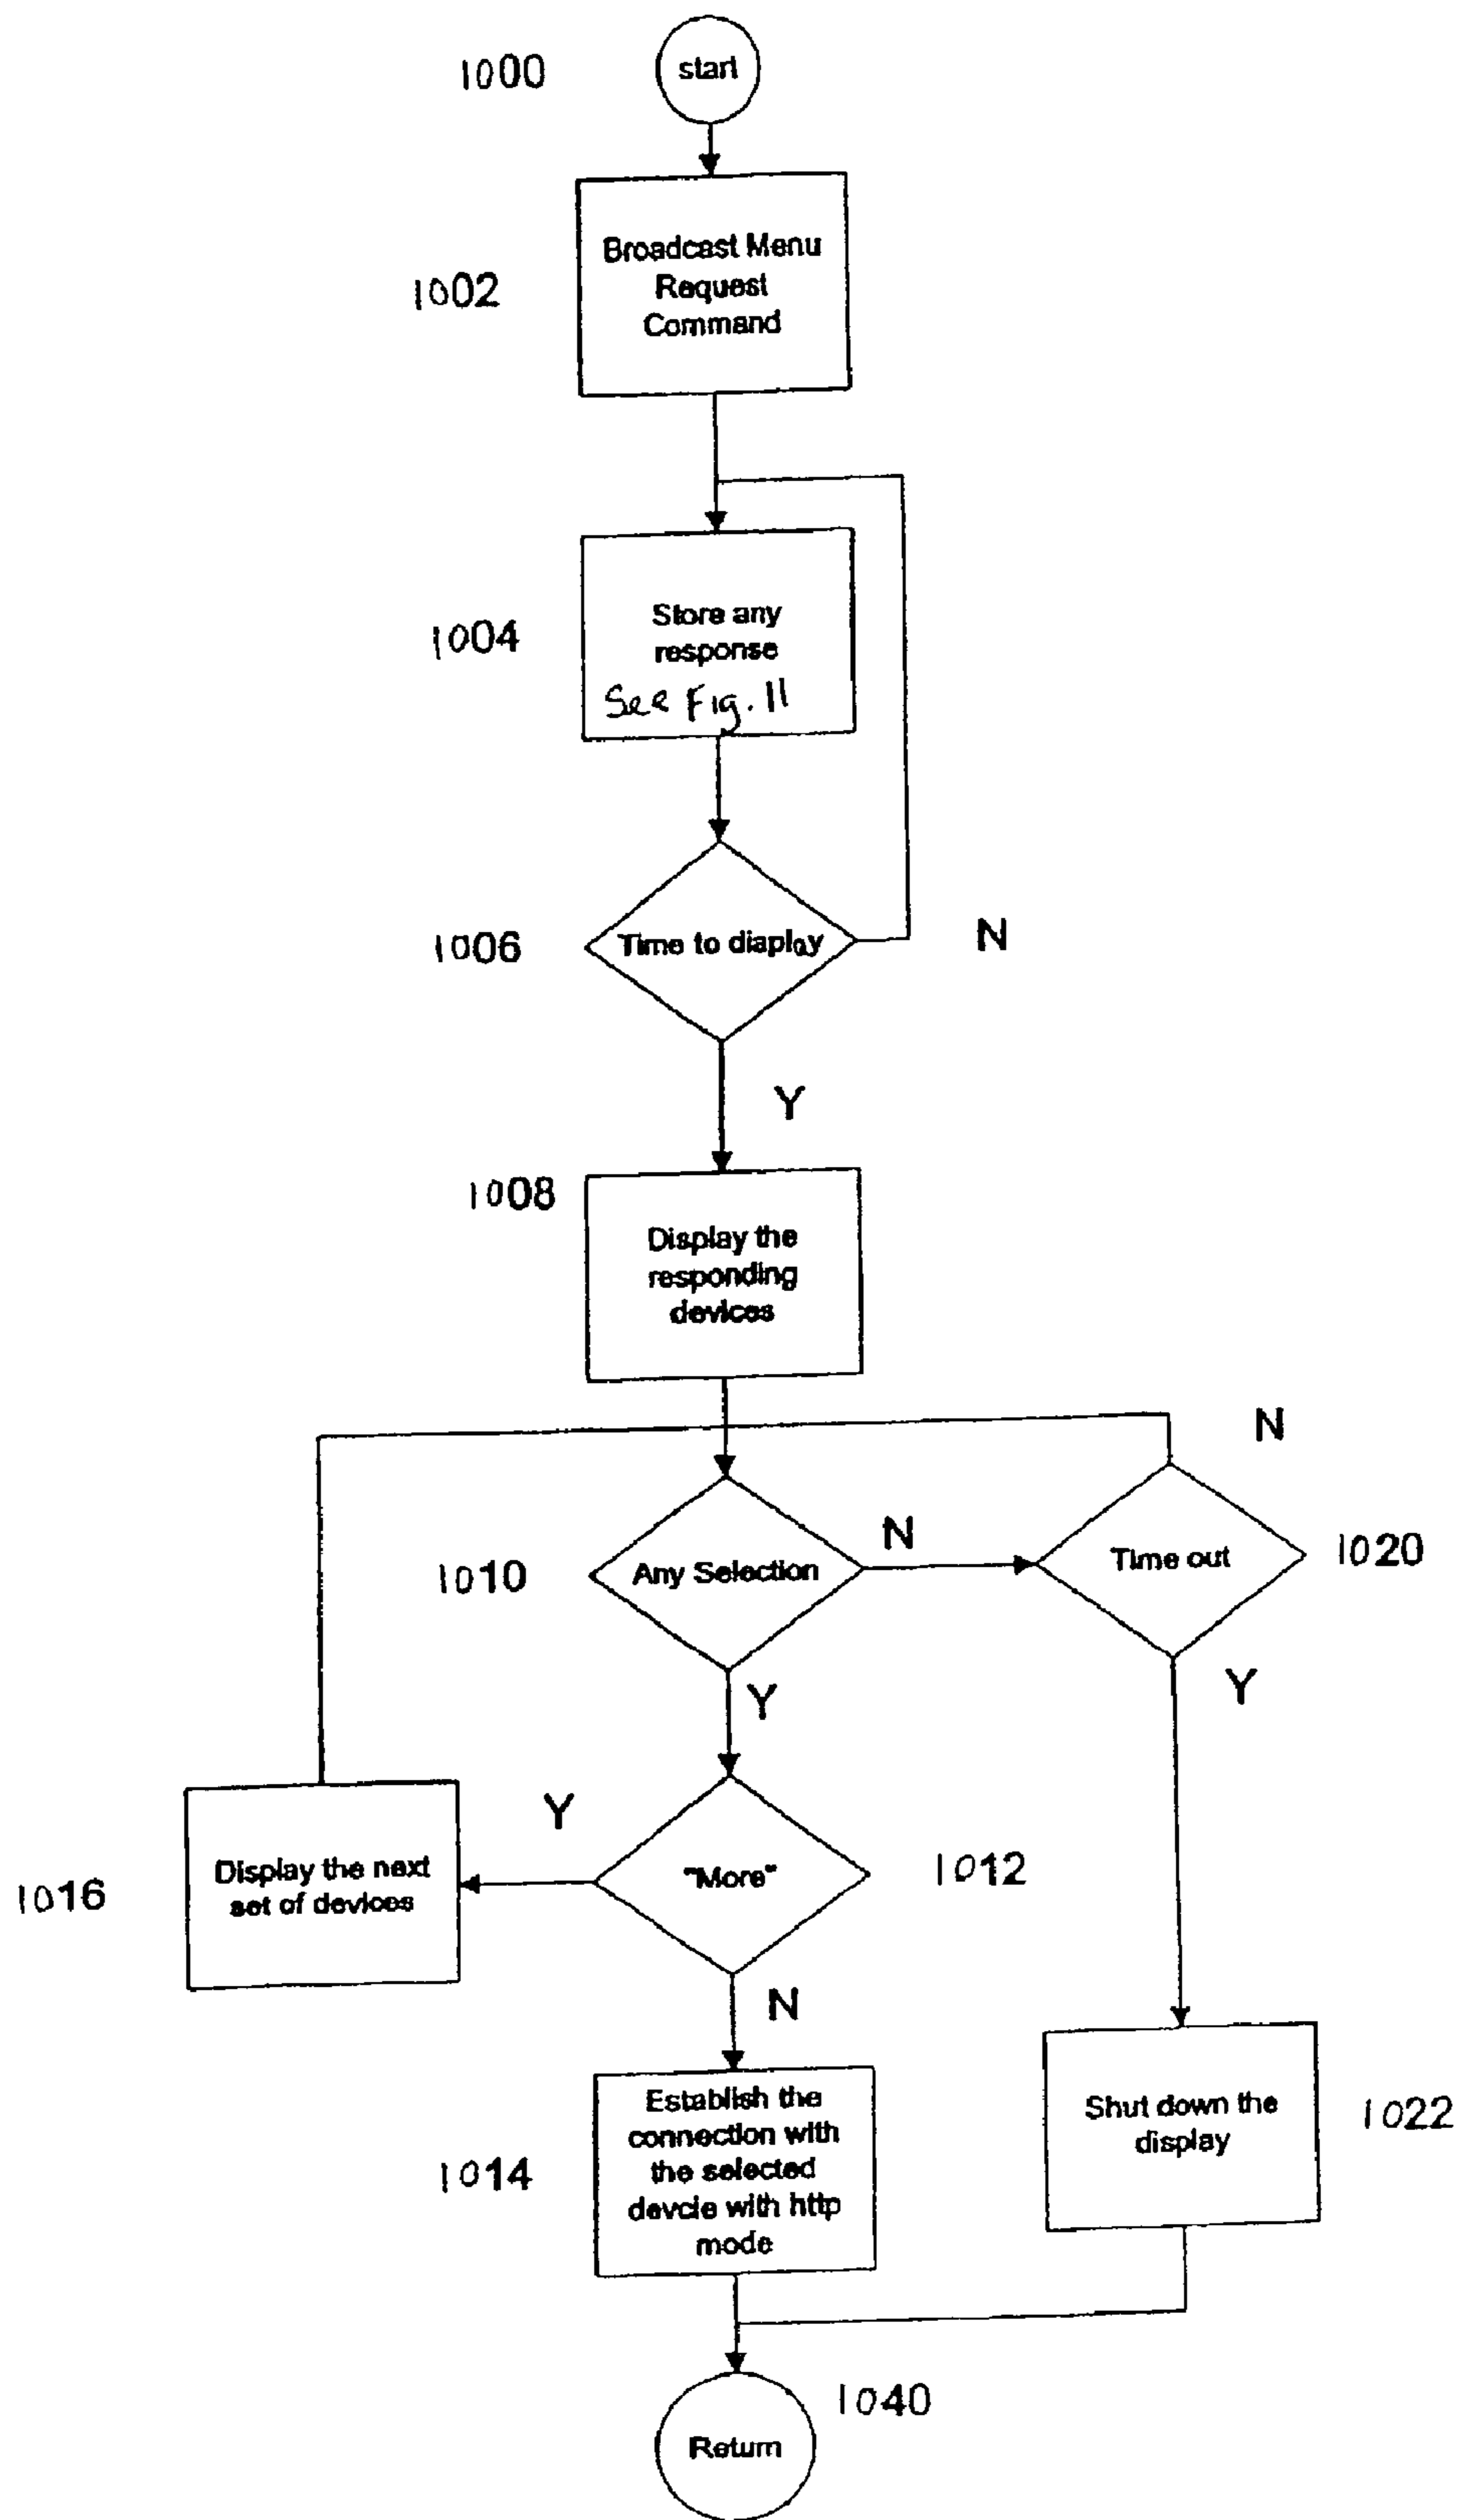 1000
start
1002
Broadcast Menu
Request
Command
1004
Store any
response
See Fig. 11
1006
Time to diaplay
N
Y
1008
Display the
responding
devices
N
1010
Any Selection
N
Time out
1020
Y
Y
Y
1016
Display the next
set of devices
"More"
1012
N
1014
Establish the
connection with
the selected
devcie with http
mode
Shut down the
display
1022
1040
Return